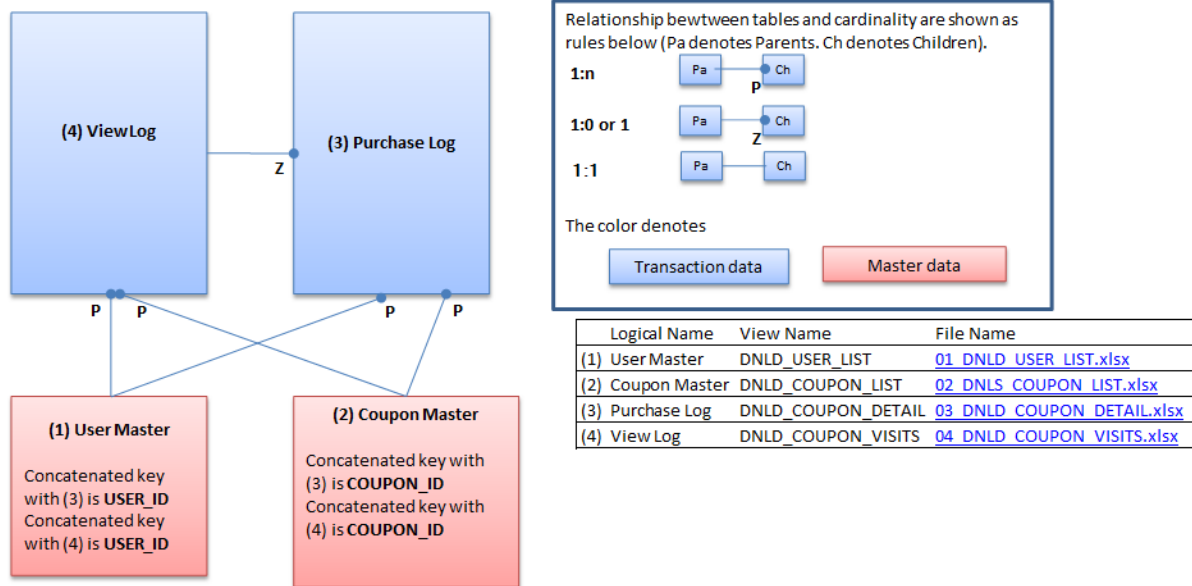 (4) View Log
(3) Purchase Log
Z
P
P
P
P
(1) User Master
Concatenated key
with (3) is USER_ID
Concatenated key
with (4) is USER_ID
(2) Coupon Master
Concatenated key with
(3) is COUPON_ID
Concatenated key with
(4) is COUPON_ID
Relationship bewtween tables and cardinality are shown as
rules below (Pa denotes Parents. Ch denotes Children).
1:n Pa Ch
P
1:0 or 1 Pa Ch
Z
1:1 Pa Ch
The color denotes
Transaction data Master data
Logical Name View Name File Name
(1) User Master DNLD_USER_LIST 01_DNLD_USER_LIST.xlsx
(2) Coupon Master DNLD_COUPON_LIST 02_DNLS_COUPON_LIST.xlsx
(3) Purchase Log DNLD_COUPON_DETAIL 03_DNLD_COUPON_DETAIL.xlsx
(4) View Log DNLD_COUPON_VISITS 04_DNLD_COUPON_VISITS.xlsx